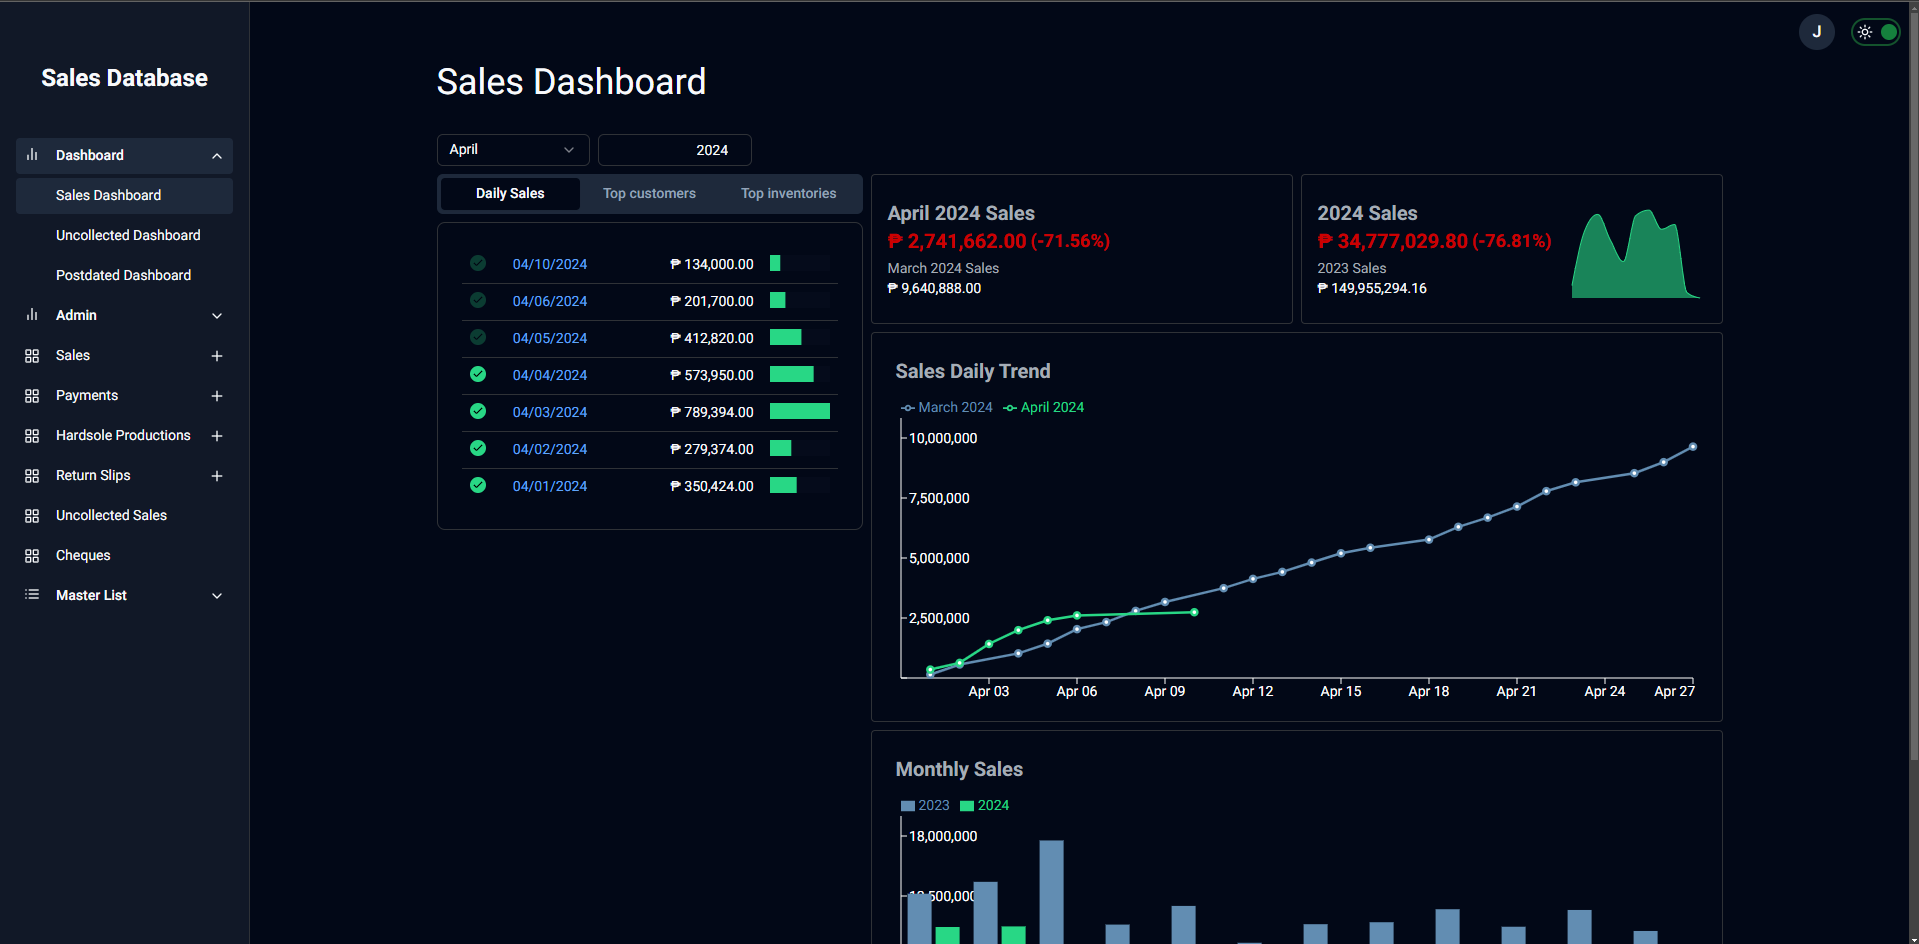 Sales Database
Dashboard
Sales Dashboard
Uncollected Dashboard
Postdated Dashboard
Admin
Sales
Payments
Hardsole Productions
Return Slips
Uncollected Sales
Cheques
Master List
J
Sales Dashboard
April 2024
Daily Sales Top customers Top inventories
04/10/2024 ₱ 134,000.00
04/06/2024 ₱ 201,700.00
04/05/2024 ₱ 412,820.00
04/04/2024 ₱ 573,950.00
04/03/2024 ₱ 789,394.00
04/02/2024 ₱ 279,374.00
04/01/2024 ₱ 350,424.00
April 2024 Sales
₱ 2,741,662.00 (-71.56%)
March 2024 Sales
₱ 9,640,888.00
2024 Sales
₱ 34,777,029.80 (-76.81%)
2023 Sales
₱ 149,955,294.16
Sales Daily Trend
March 2024 April 2024
10,000,000
7,500,000
5,000,000
2,500,000
Apr 03 Apr 06 Apr 09 Apr 12 Apr 15 Apr 18 Apr 21 Apr 24 Apr 27
Monthly Sales
2023 2024
18,000,000